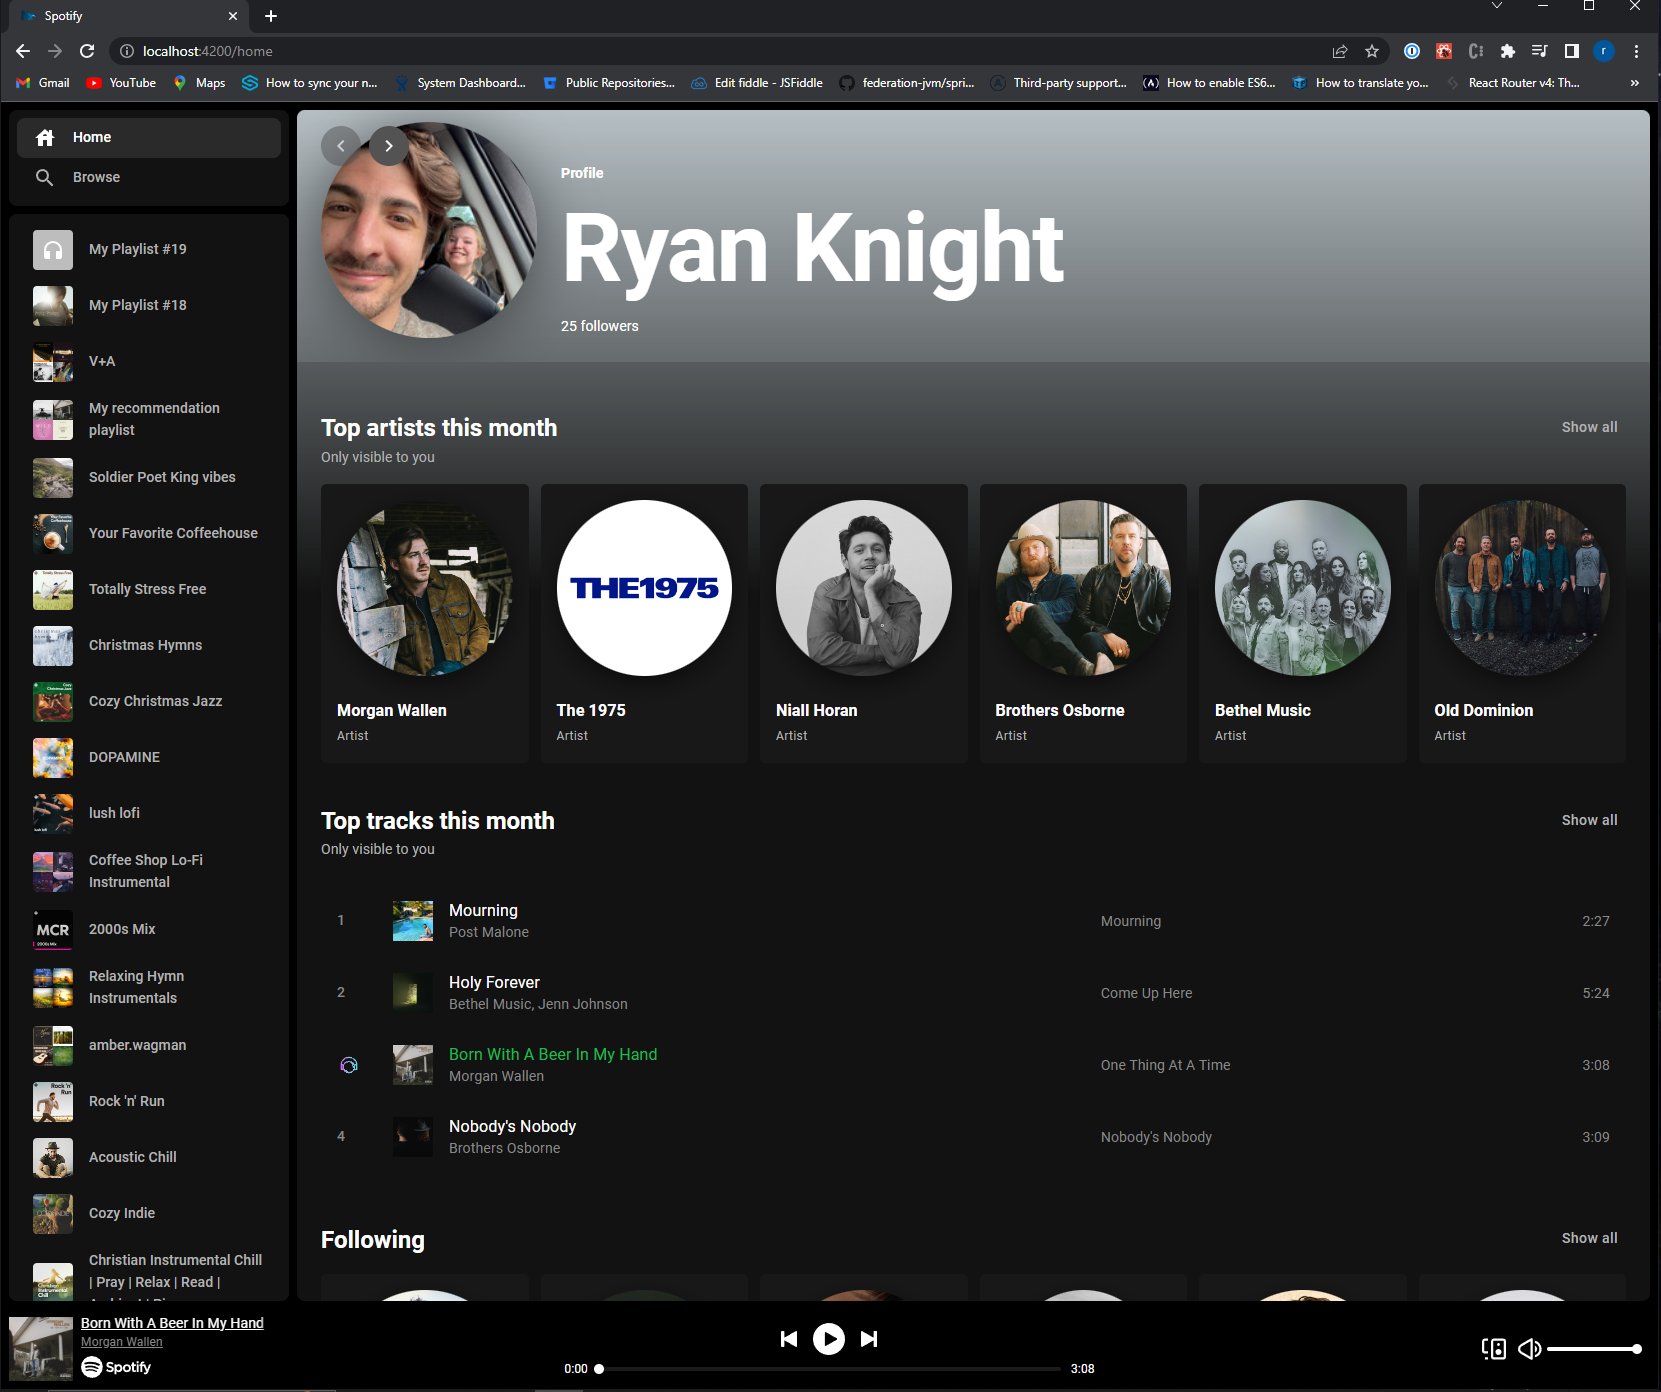 Spotify
localhost:4200/home
Gmail
YouTube
Maps
How to sync your n...
System Dashboard...
Public Repositories...
Edit fiddle - JSFiddle
federation-jvm/spri...
Third-party support...
How to enable ES6...
How to translate yo...
React Router v4: Th...
»
Home
Browse
My Playlist #19
My Playlist #18
V+A
My recommendation
playlist
Soldier Poet King vibes
Your Favorite Coffeehouse
Totally Stress Free
Christmas Hymns
Cozy Christmas Jazz
DOPAMINE
lush lofi
Coffee Shop Lo-Fi
Instrumental
MCR
2000s Mix
2000s Mix
Relaxing Hymn
Instrumentals
amber.wagman
Rock 'n'
Run
Rock 'n' Run
Acoustic Chill
Cozy Indie
Christian Instrumental Chill
| Pray | Relax | Read |
Profile
Ryan Knight
25 followers
Top artists this month
Show all
Only visible to you
THE1975
Morgan Wallen
Artist
The 1975
Artist
Niall Horan
Artist
Brothers Osborne
Artist
Bethel Music
Artist
Old Dominion
Artist
Top tracks this month
Show all
Only visible to you
1
Mourning
Post Malone
Mourning
2:27
2
Holy Forever
Bethel Music, Jenn Johnson
Come Up Here
5:24
Born With A Beer In My Hand
Morgan Wallen
One Thing At A Time
3:08
4
Nobody's Nobody
Brothers Osborne
Nobody's Nobody
3:09
Following
Show all
Born With A Beer In My Hand
Morgan Wallen
Spotify
0:00
3:08